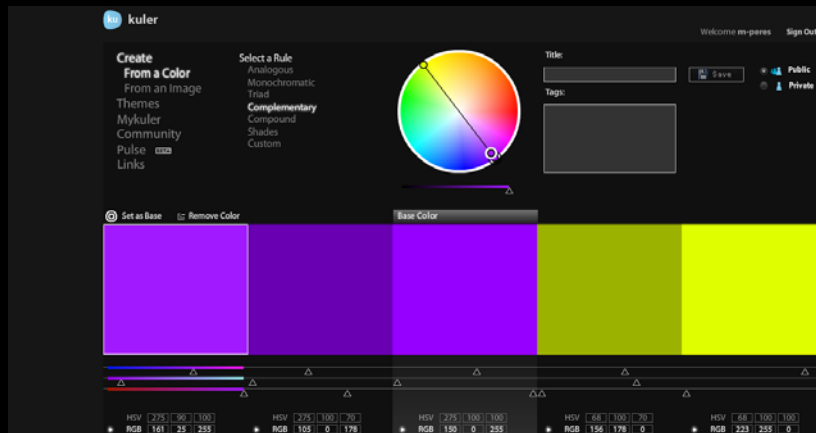 ku kuler
Welcome m-peres Sign Out
Create
From a Color
From an Image
Themes
Mykuler
Community
Pulse BETA
Links
Select a Rule
Analogous
Monochromatic
Triad
Complementary
Compound
Shades
Custom
Title:
Save
Public
Private
Tags:
Set as Base Remove Color
Base Color
HSV 275 90 100 HSV 275 100 70 HSV 275 100 100 HSV 68 100 70 HSV 68 100 100
RGB 161 25 255 RGB 105 0 178 RGB 150 0 255 RGB 156 178 0 RGB 223 255 0